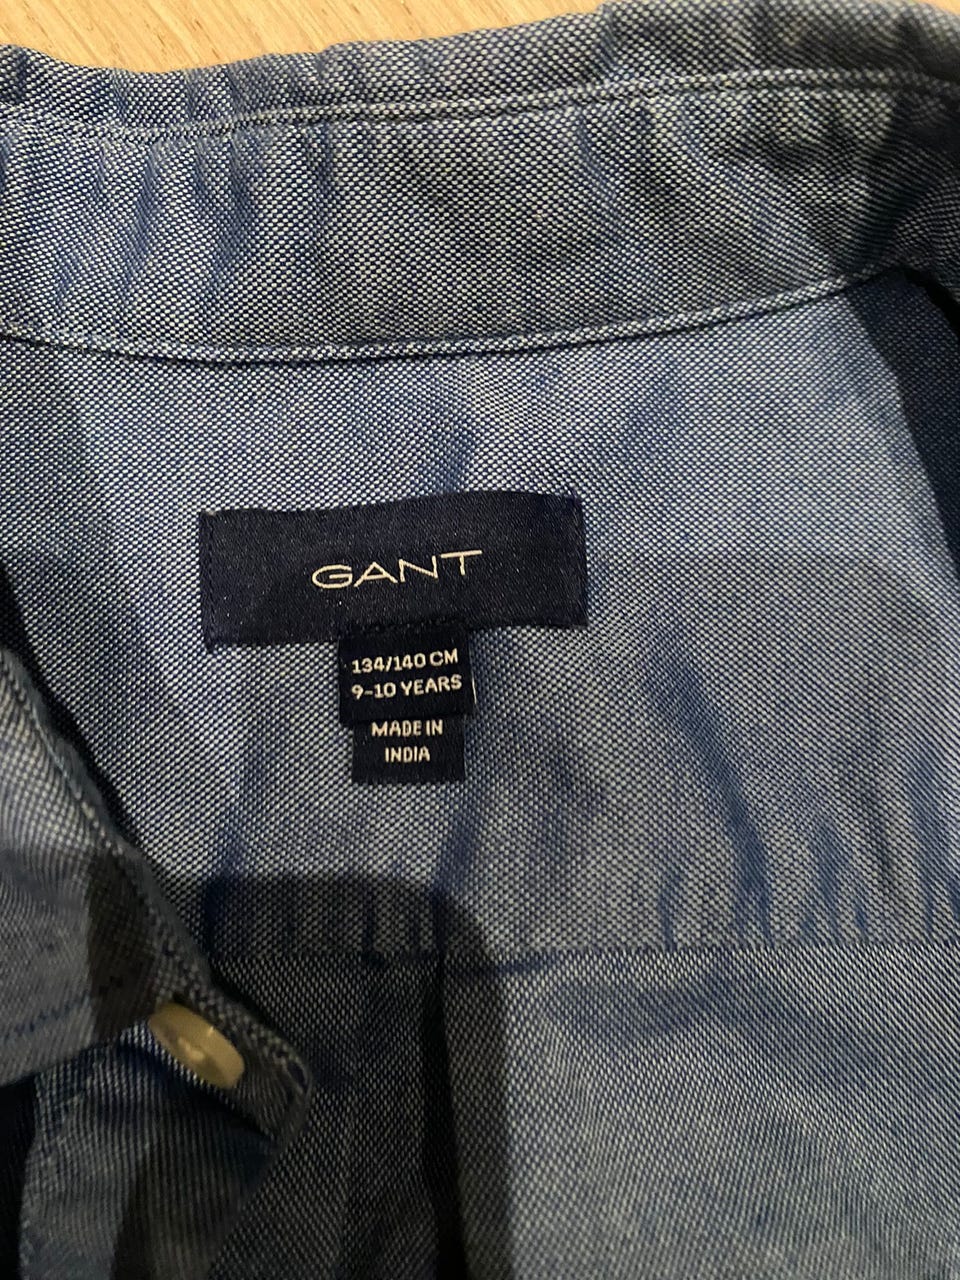 GANT
134/140 CM
9-10 YEARS
MADE IN
INDIA